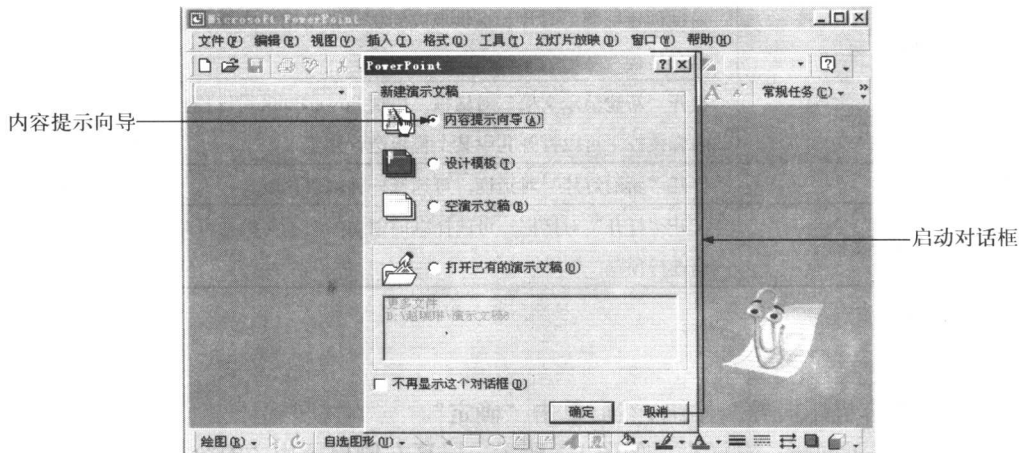 Microsoft PowerPoint
文件(F) 编辑(E) 视图(V) 插入(I) 格式(O) 工具(T) 幻灯片放映(D) 窗口(W) 帮助(H)
PowerPoint
常规任务(C)
新建演示文稿
内容提示向导
内容提示向导(A)
设计模板(T)
空演示文稿(B)
启动对话框
打开已有的演示文稿(O)
更多文件
不再显示这个对话框(D)
确定 取消
绘图(R) 自选图形(U)